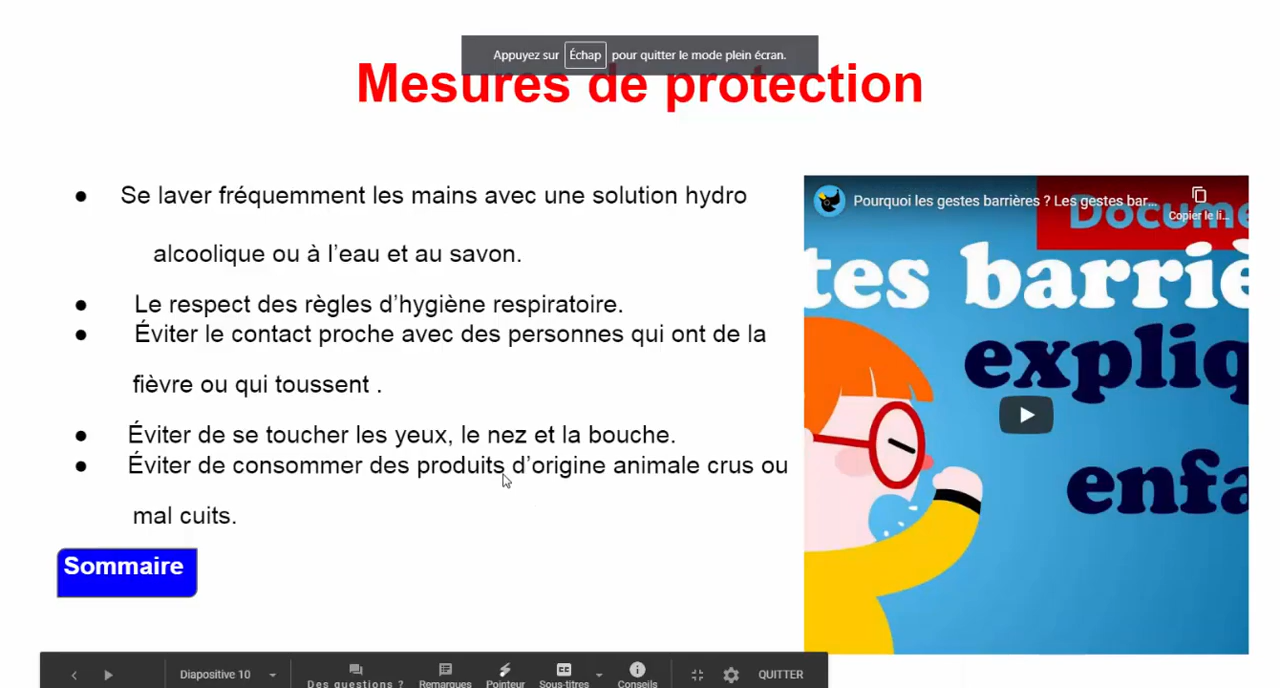 Appuyez sur Échap pour quitter le mode plein écran.
Mesures de protection
● Se laver fréquemment les mains avec une solution hydro
alcoolique ou à l’eau et au savon.
● Le respect des règles d’hygiène respiratoire.
● Éviter le contact proche avec des personnes qui ont de la
fièvre ou qui toussent .
● Éviter de se toucher les yeux, le nez et la bouche.
● Éviter de consommer des produits d’origine animale crus ou
mal cuits.
Sommaire
Pourquoi les gestes barrières ? Les gestes bar...
Copier le li...
Docume
tes barriè
expliq
enfa
Diapositive 10
Des questions ?
Remarques
Pointeur
Sous-titres
Conseils
QUITTER